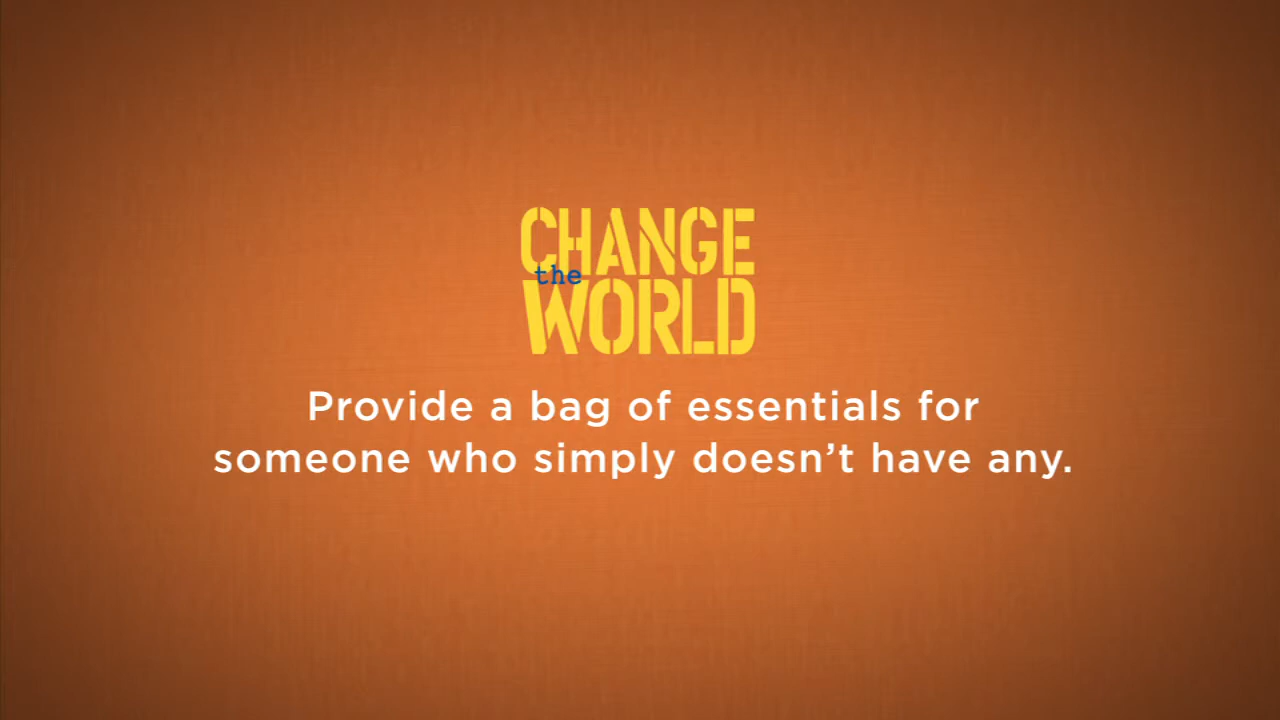 CHANGE
the
WORLD
Provide a bag of essentials for
someone who simply doesn’t have any.